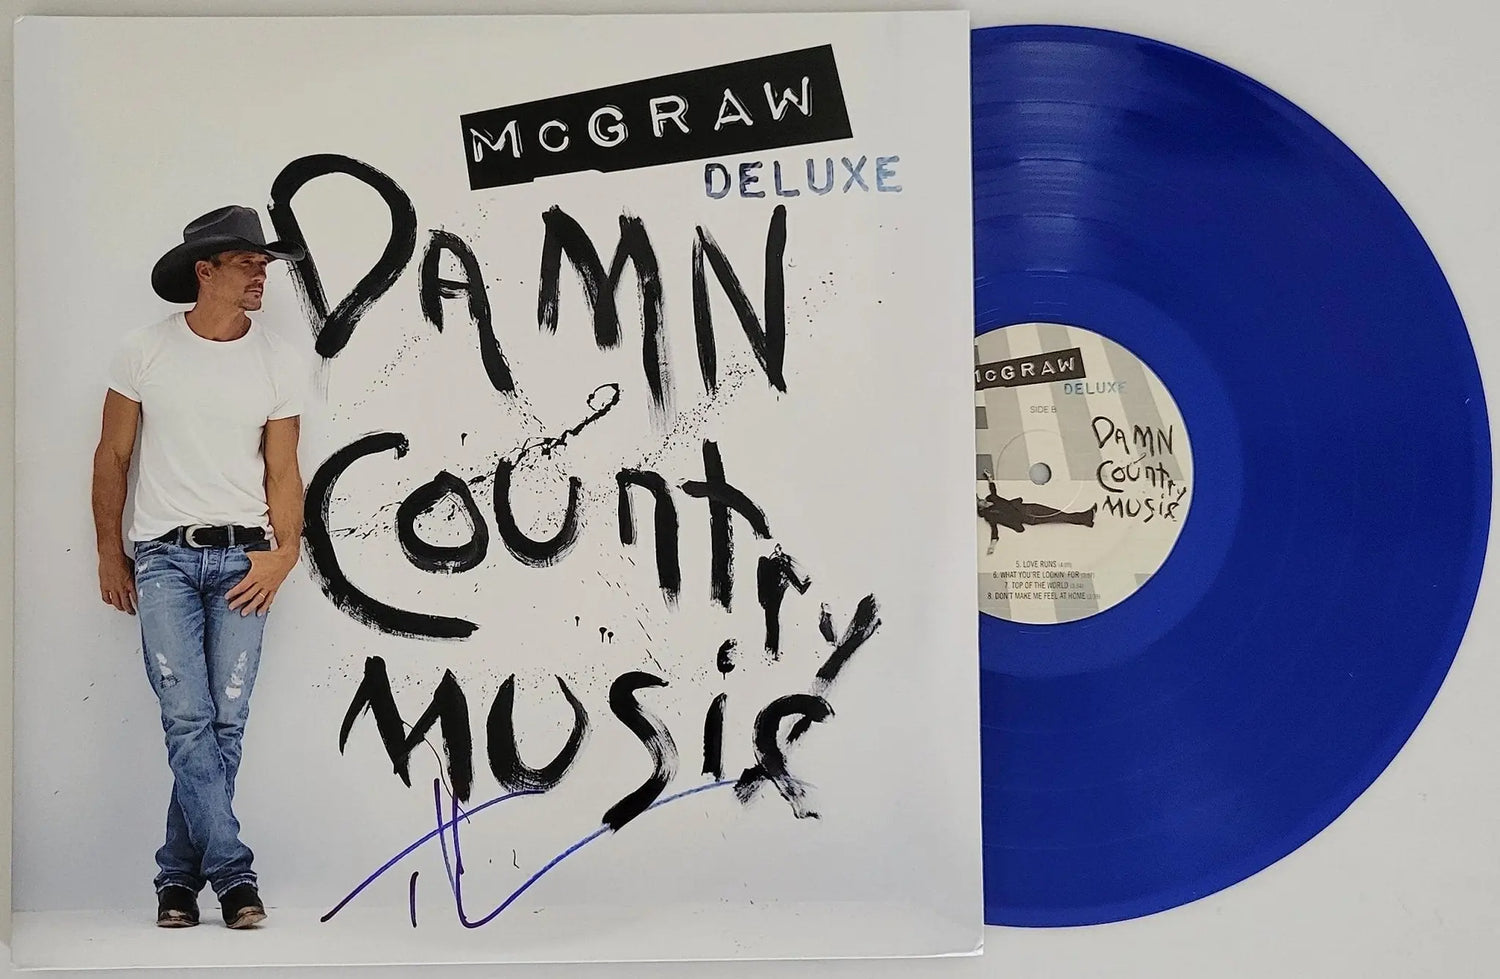 McGRAW
DELUXE
DAMN
COUNTRY
MUSIC
McGRAW
DELUXE
SIDE B
DAMN
COUNTRY
MUSIC
5. LOVE RUNS
6. WHAT YOU'RE LOOKIN' FOR
7. TOP OF THE WORLD
8. DON'T MAKE ME FEEL AT HOME